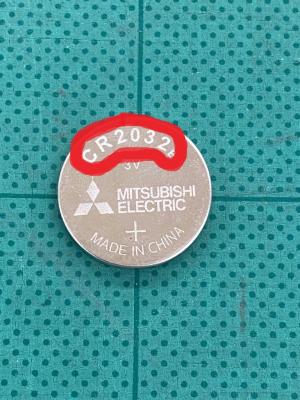 CR2032
3V
MITSUBISHI
ELECTRIC
+
MADE IN CHINA